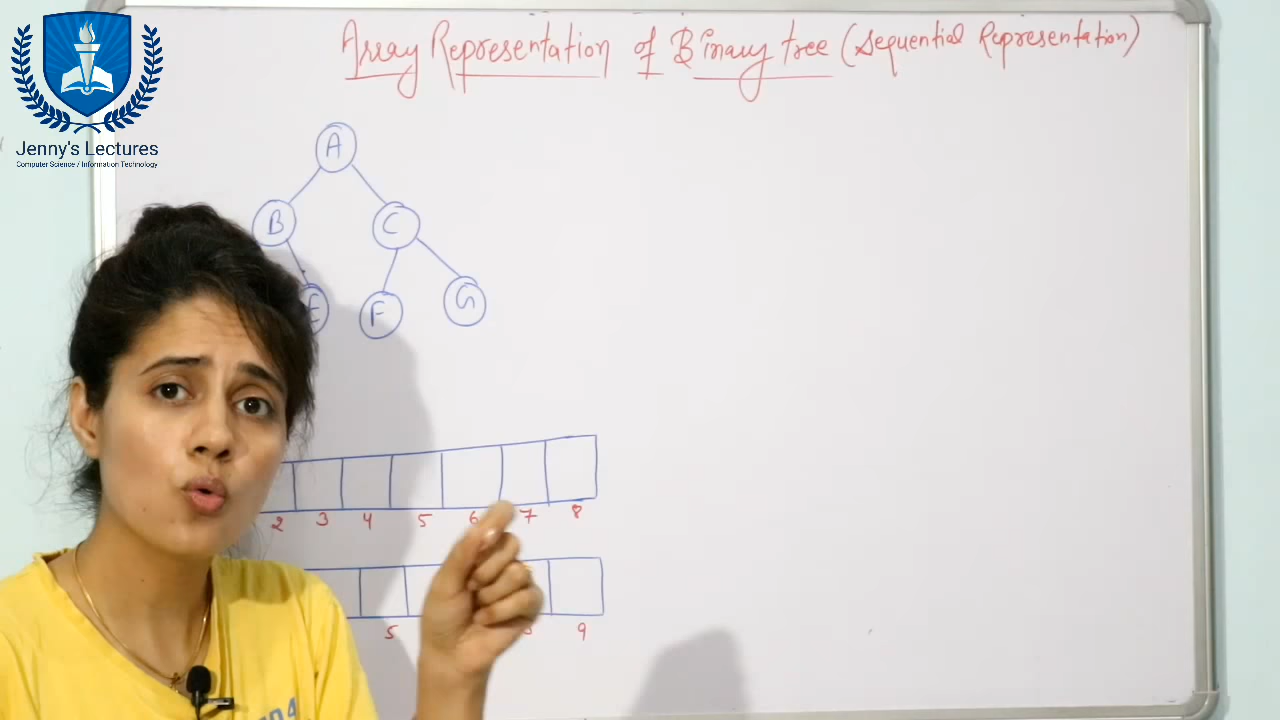 Array Representation of Binary tree (Sequential Representation)
Jenny's Lectures
Computer Science / Information Technology
A
B C
E F G
2 3 4 5 6 7 8
5 9